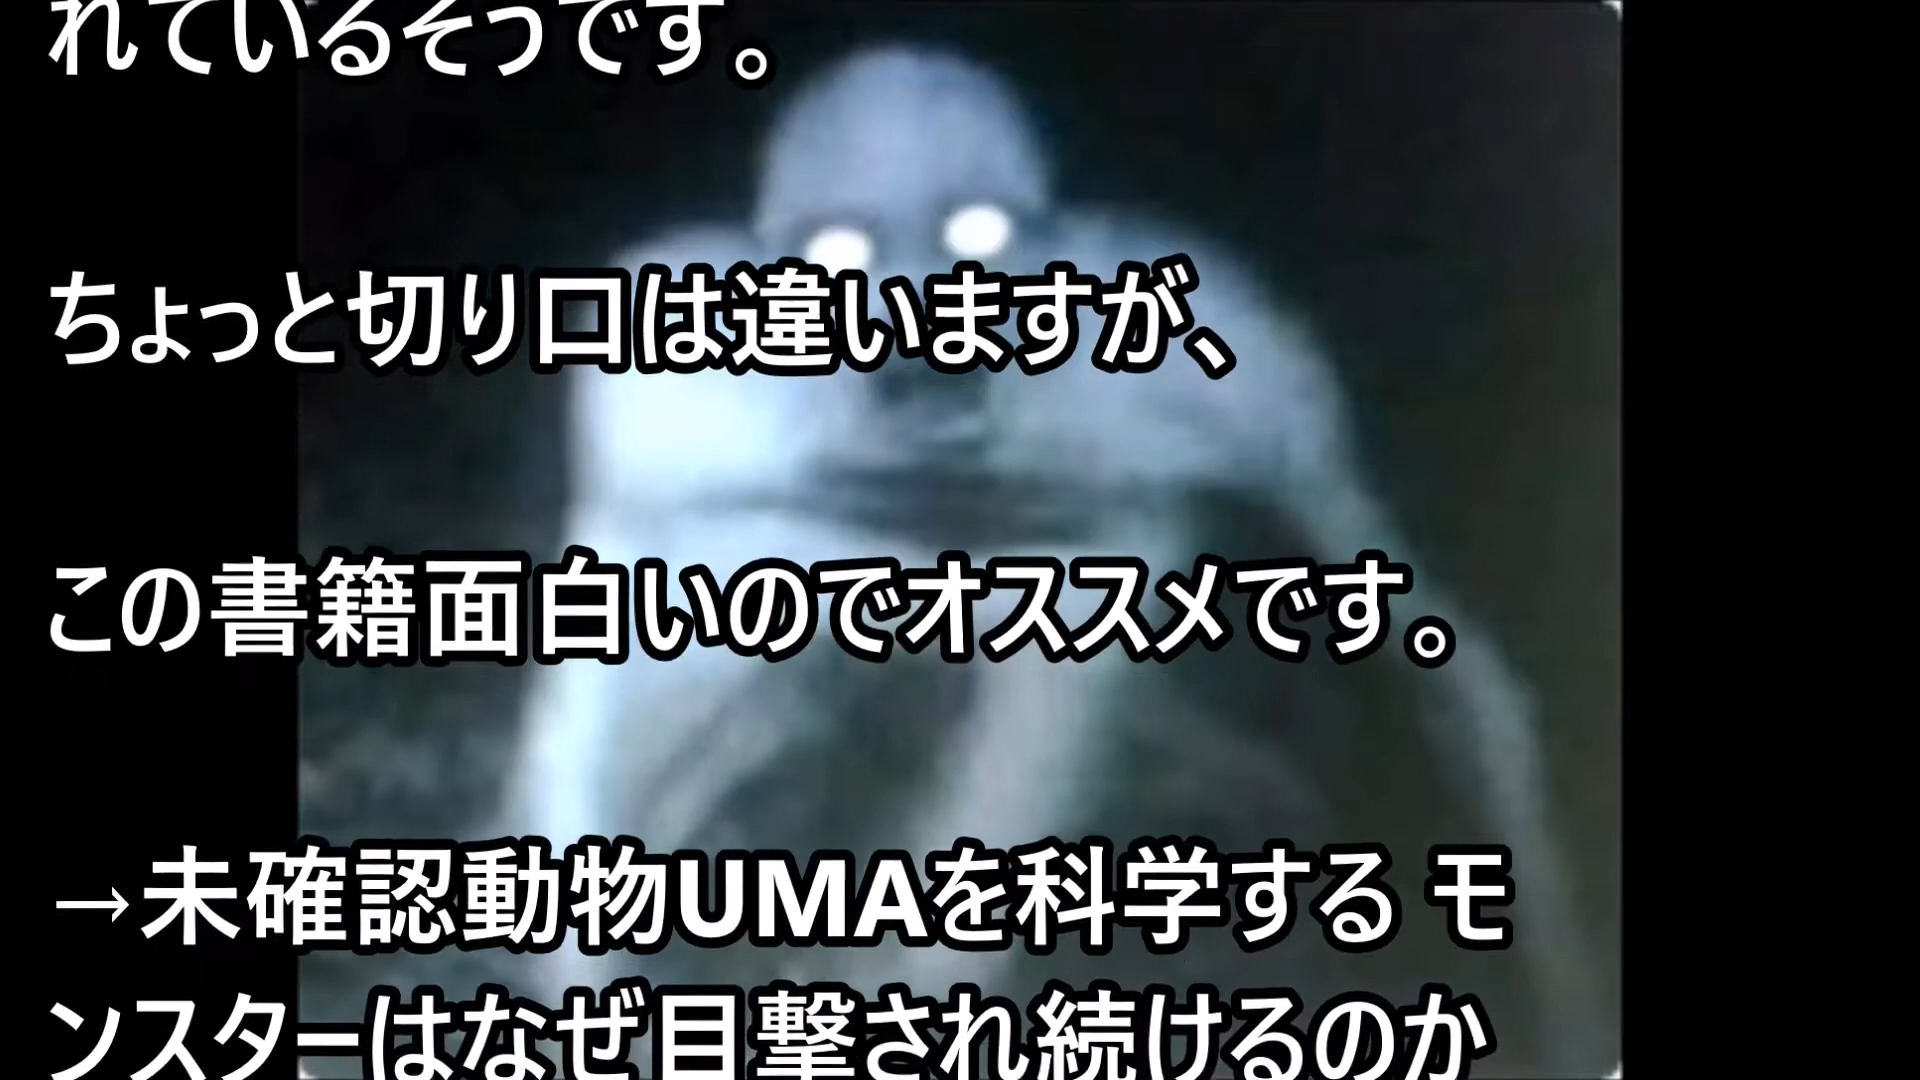 れているそうです。
ちょっと切り口は違いますが、
この書籍面白いのでオススメです。
→未確認動物UMAを科学する モ
ンスターはなぜ目撃され続けるのか